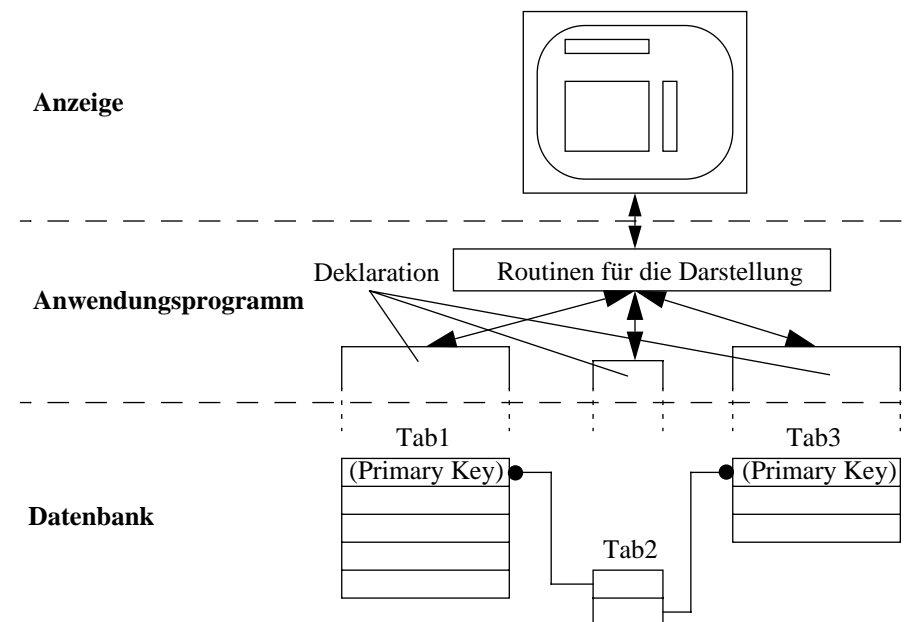 Anzeige
Deklaration
Routinen für die Darstellung
Anwendungsprogramm
Tab1
Tab3
(Primary Key)
(Primary Key)
Datenbank
Tab2